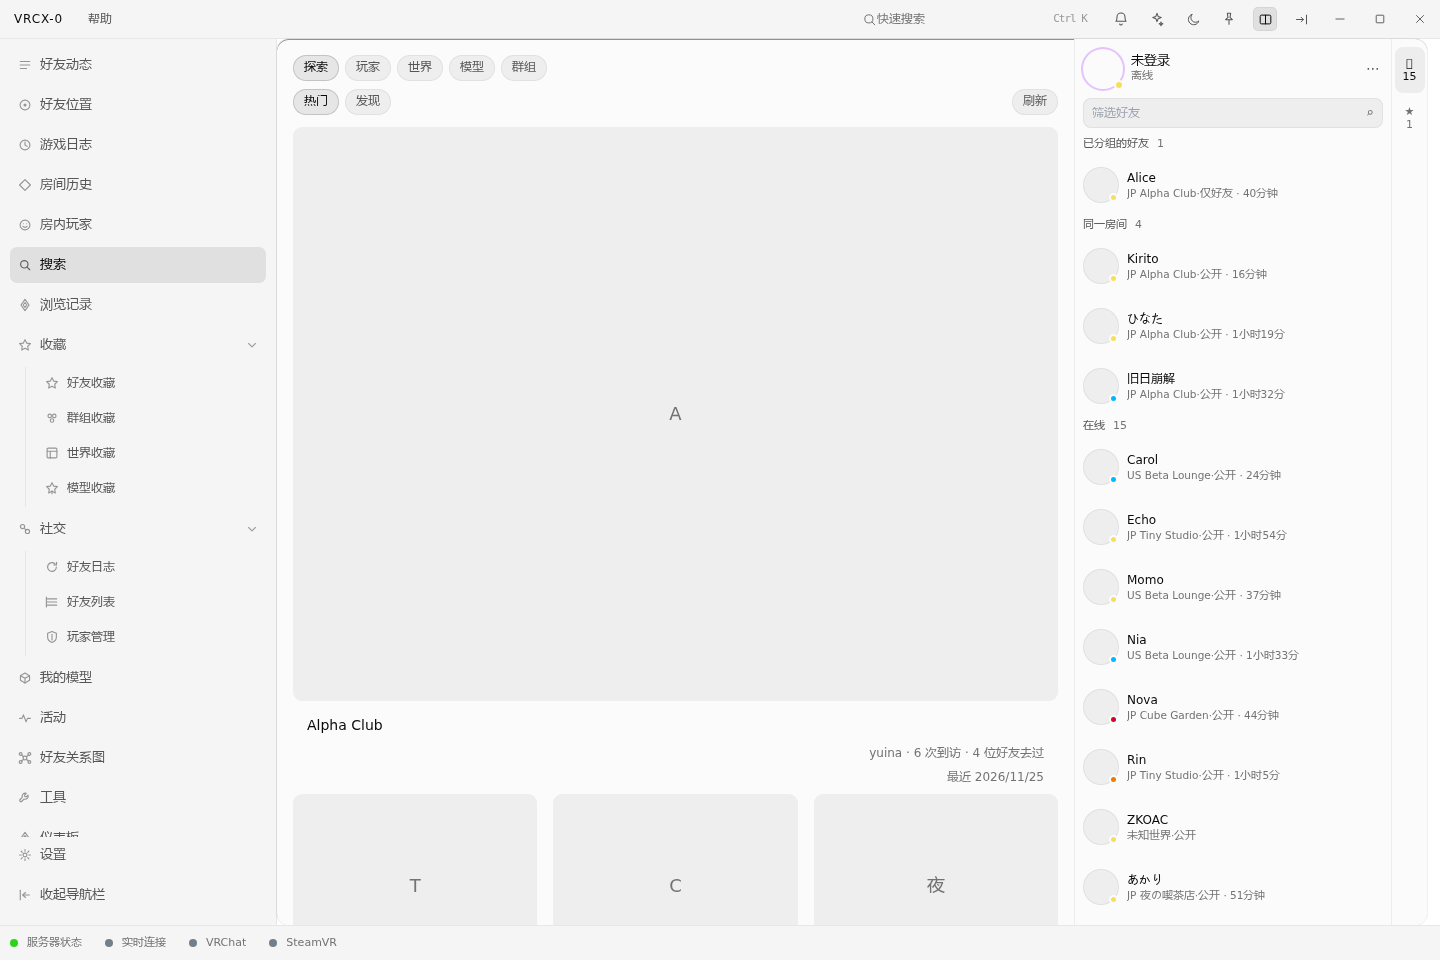 VRCX-0
帮助
快速搜索
Ctrl K
好友动态
好友位置
游戏日志
房间历史
房内玩家
搜索
浏览记录
收藏
好友收藏
群组收藏
世界收藏
模型收藏
社交
好友日志
好友列表
玩家管理
我的模型
活动
好友关系图
工具
仪表板
设置
收起导航栏
探索
玩家
世界
模型
群组
热门
发现
刷新
A
Alpha Club
yuina · 6 次到访 · 4 位好友去过
最近 2026/11/25
T
C
夜
未登录
离线
筛选好友
已分组的好友 1
Alice
JP Alpha Club·仅好友 · 40分钟
同一房间 4
Kirito
JP Alpha Club·公开 · 16分钟
ひなた
JP Alpha Club·公开 · 1小时19分
旧日崩解
JP Alpha Club·公开 · 1小时32分
在线 15
Carol
US Beta Lounge·公开 · 24分钟
Echo
JP Tiny Studio·公开 · 1小时54分
Momo
US Beta Lounge·公开 · 37分钟
Nia
US Beta Lounge·公开 · 1小时33分
Nova
JP Cube Garden·公开 · 44分钟
Rin
JP Tiny Studio·公开 · 1小时5分
ZKOAC
未知世界·公开
あかり
JP 夜の喫茶店·公开 · 51分钟
15
★
1
服务器状态
实时连接
VRChat
SteamVR